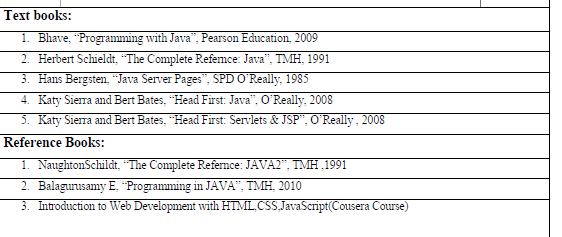 Text books:
1. Bhave, “Programming with Java”, Pearson Education, 2009
2. Herbert Schieldt, “The Complete Refernce: Java”, TMH, 1991
3. Hans Bergsten, “Java Server Pages”, SPD O’Really, 1985
4. Katy Sierra and Bert Bates, “Head First: Java”, O’Really, 2008
5. Katy Sierra and Bert Bates, “Head First: Servlets & JSP”, O’Really , 2008
Reference Books:
1. NaughtonSchildt, “The Complete Refernce: JAVA2”, TMH ,1991
2. Balagurusamy E, “Programming in JAVA”, TMH, 2010
3. Introduction to Web Development with HTML,CSS,JavaScript(Cousera Course)